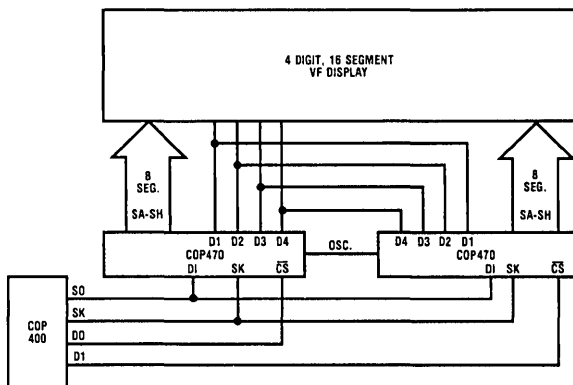 4 DIGIT, 16 SEGMENT
VF DISPLAY
8
SEG.
SA-SH
8
SEG.
SA-SH
D1 D2 D3 D4
COP470
DI SK CS
OSC.
D4 D3 D2 D1
COP470
DI SK CS
COP
400
SO
SK
D0
D1